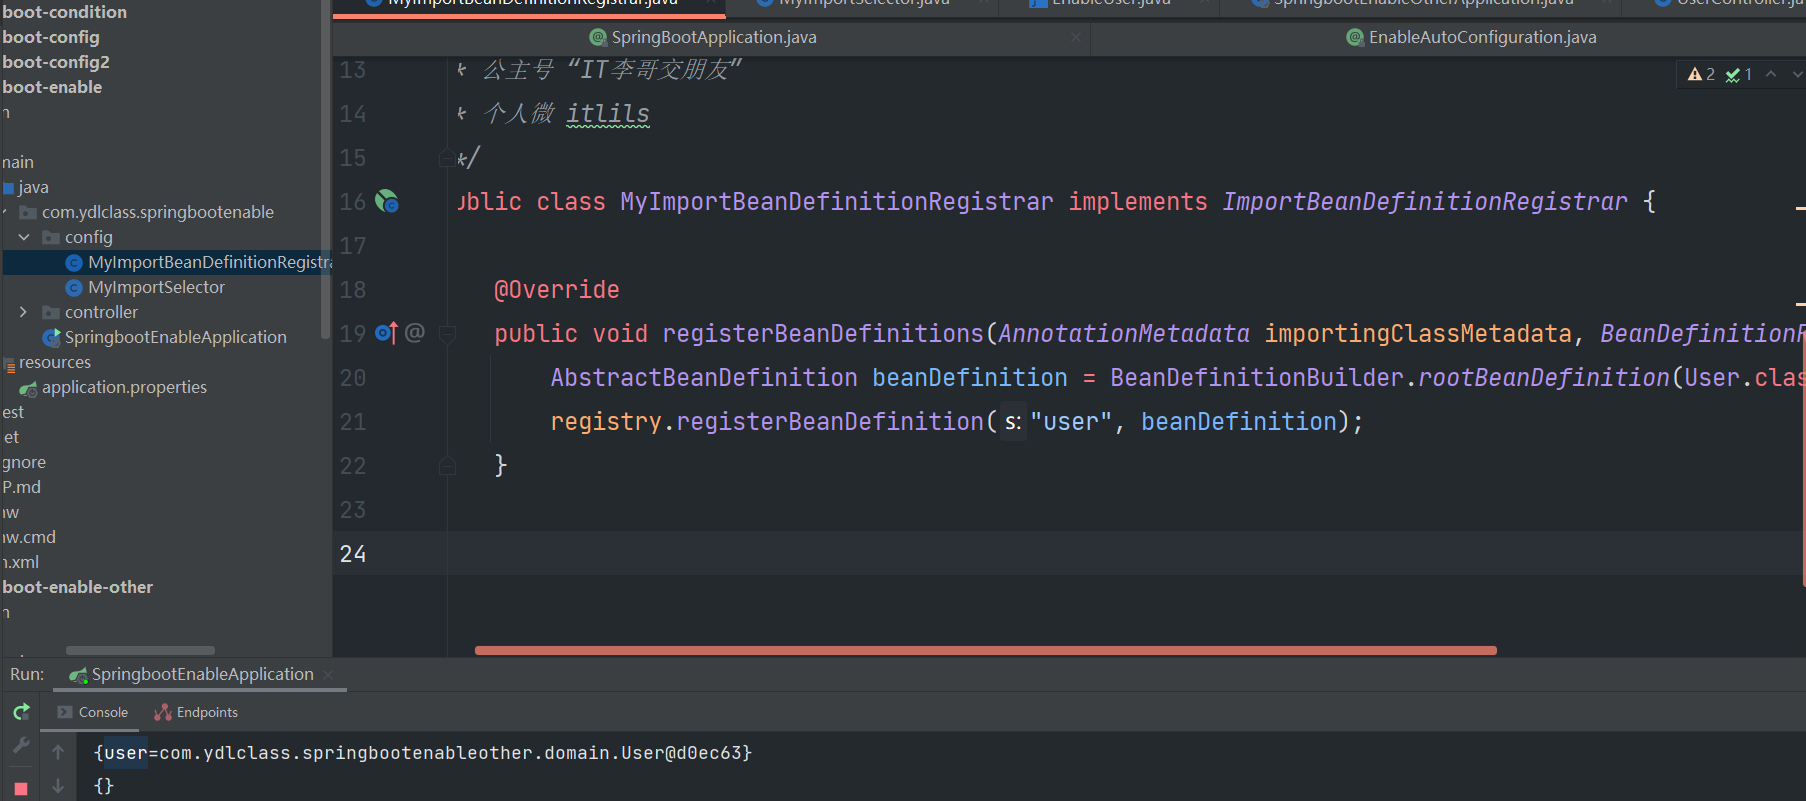 MyImportBeanDefinitionRegistrar.java
MyImportSelector.java
EnableUser.java
SpringbootEnableOtherApplication.java
UserController.ja
SpringBootApplication.java
EnableAutoConfiguration.java
boot-condition
boot-config
boot-config2
boot-enable
n
main
java
com.ydlclass.springbootenable
config
MyImportBeanDefinitionRegistra
MyImportSelector
controller
SpringbootEnableApplication
resources
application.properties
est
et
gnore
P.md
nw
nw.cmd
n.xml
boot-enable-other
n
13 * 公主号 “IT李哥交朋友”
2 1
14 * 个人微 itlils
15 */
16 ublic class MyImportBeanDefinitionRegistrar implements ImportBeanDefinitionRegistrar {
17
18 @Override
19 @ public void registerBeanDefinitions(AnnotationMetadata importingClassMetadata, BeanDefinitionR
20 AbstractBeanDefinition beanDefinition = BeanDefinitionBuilder.rootBeanDefinition(User.clas
21 registry.registerBeanDefinition( s: "user", beanDefinition);
22 }
23
24
Run: SpringbootEnableApplication
Console Endpoints
{user=com.ydlclass.springbootenableother.domain.User@d0ec63}
{}